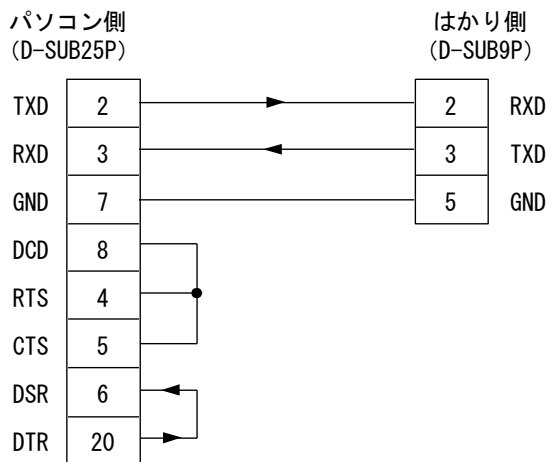 パソコン側 はかり側
(D-SUB25P) (D-SUB9P)
TXD 2 2 RXD
RXD 3 3 TXD
GND 7 5 GND
DCD 8
RTS 4
CTS 5
DSR 6
DTR 20